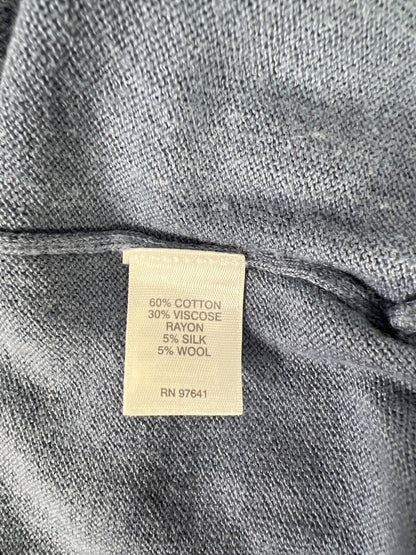 60% COTTON
30% VISCOSE
RAYON
5% SILK
5% WOOL
RN 97641